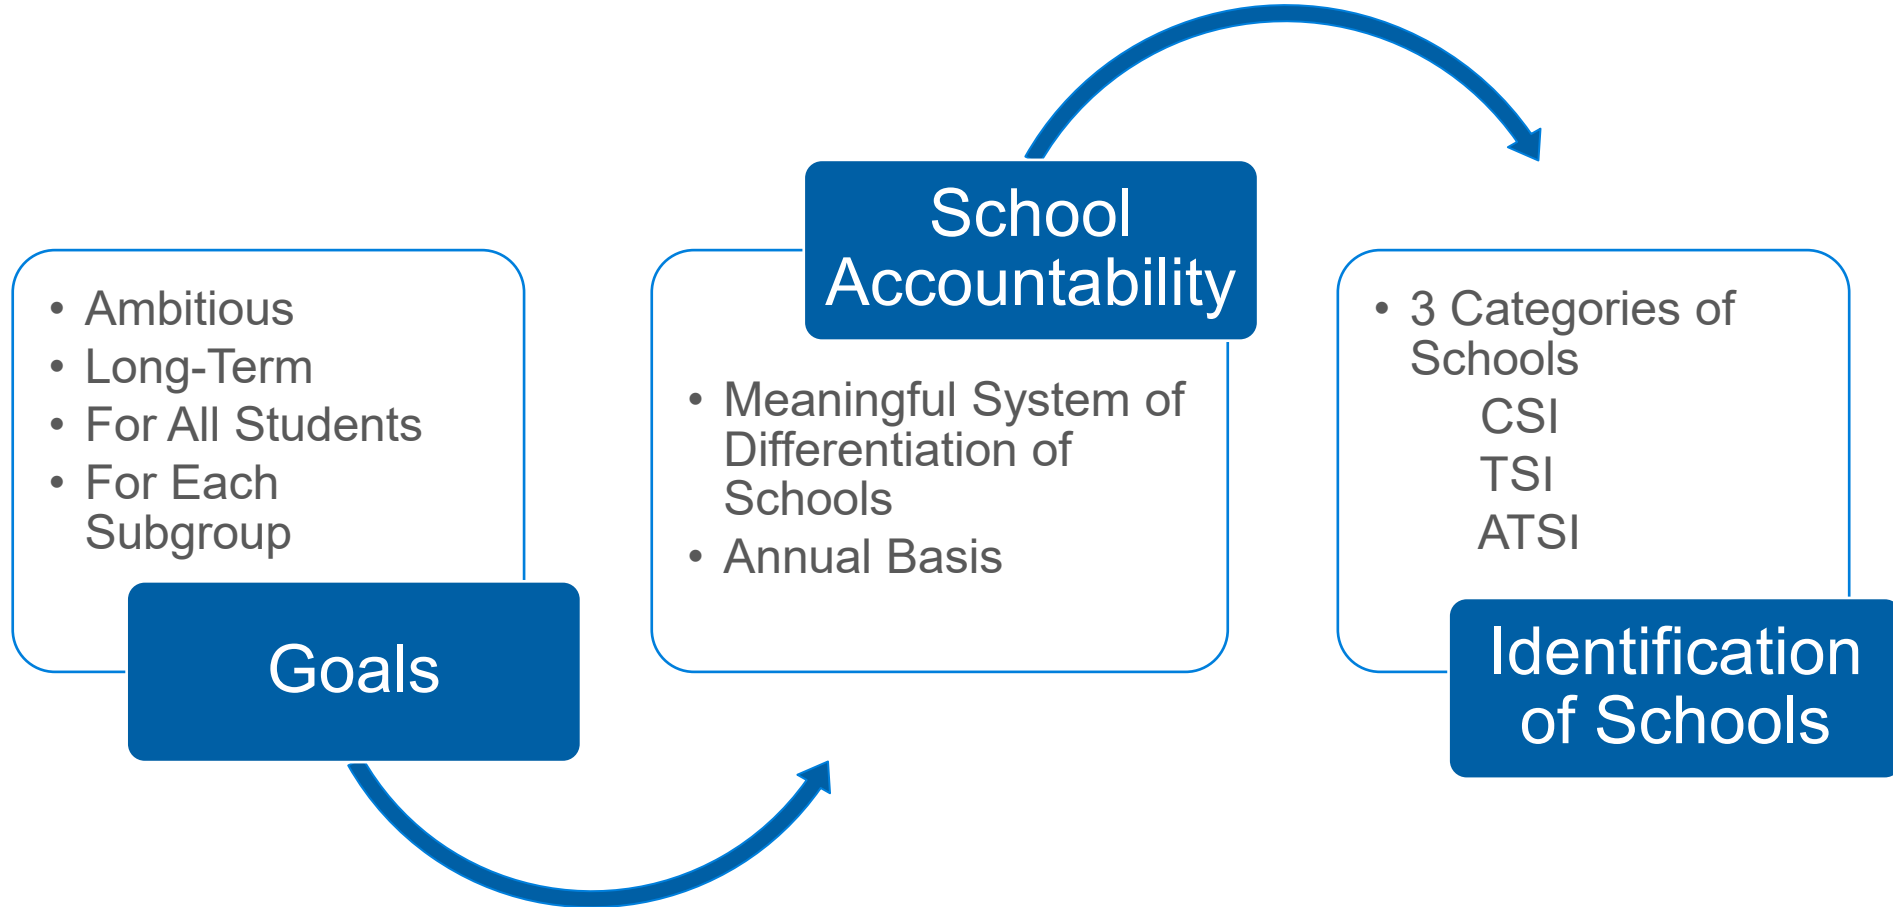 • Ambitious
• Long-Term
• For All Students
• For Each
Subgroup
Goals
School
Accountability
• Meaningful System of
Differentiation of
Schools
• Annual Basis
• 3 Categories of
Schools
CSI
TSI
ATSI
Identification
of Schools